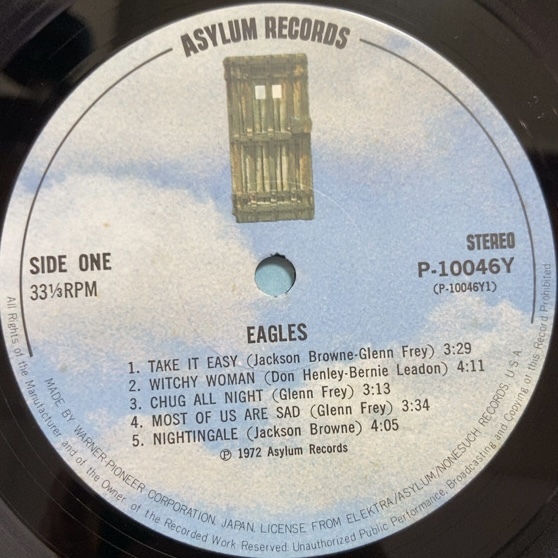 ASYLUM RECORDS
SIDE ONE
33⅓RPM
STEREO
P-10046Y
(P-10046Y1)
EAGLES
1. TAKE IT EASY (Jackson Browne-Glenn Frey) 3:29
2. WITCHY WOMAN (Don Henley-Bernie Leadon) 4:11
3. CHUG ALL NIGHT (Glenn Frey) 3:13
4. MOST OF US ARE SAD (Glenn Frey) 3:34
5. NIGHTINGALE (Jackson Browne) 4:05
Ⓟ 1972 Asylum Records
MADE BY WARNER-PIONEER CORPORATION, JAPAN. LICENSE FROM ELEKTRA/ASYLUM/NONESUCH RECORDS, U S A
All Rights of the Manufacturer and of the Owner of the Recorded Work Reserved. Unauthorized Public Performance, Broadcasting and Copying of this Record Prohibited